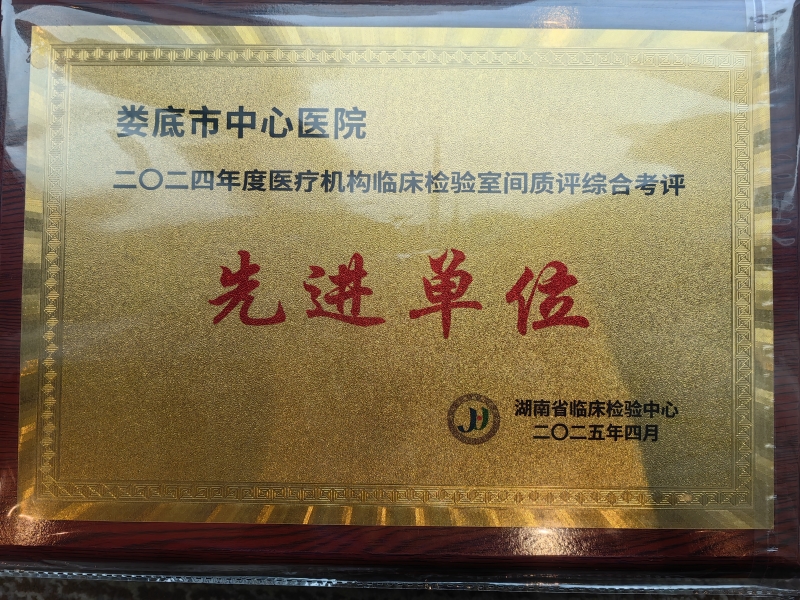 娄底市中心医院
二〇二四年度医疗机构临床检验室间质评综合考评
先进单位
湖南省临床检验中心
二〇二五年四月